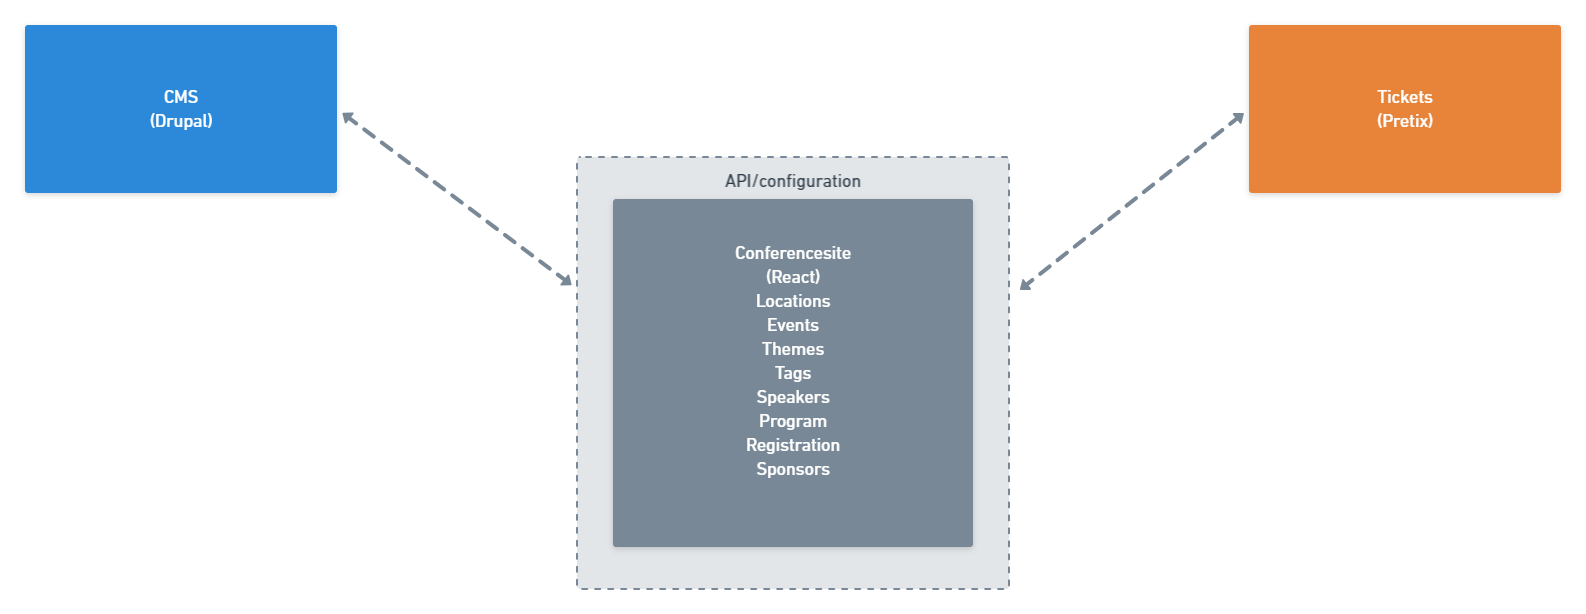 CMS
(Drupal)
Tickets
(Pretix)
API/configuration
Conferencesite
(React)
Locations
Events
Themes
Tags
Speakers
Program
Registration
Sponsors